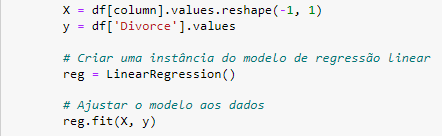 X = df[column].values.reshape(-1, 1)
y = df['Divorce'].values
# Criar uma instância do modelo de regressão linear
reg = LinearRegression()
# Ajustar o modelo aos dados
reg.fit(X, y)